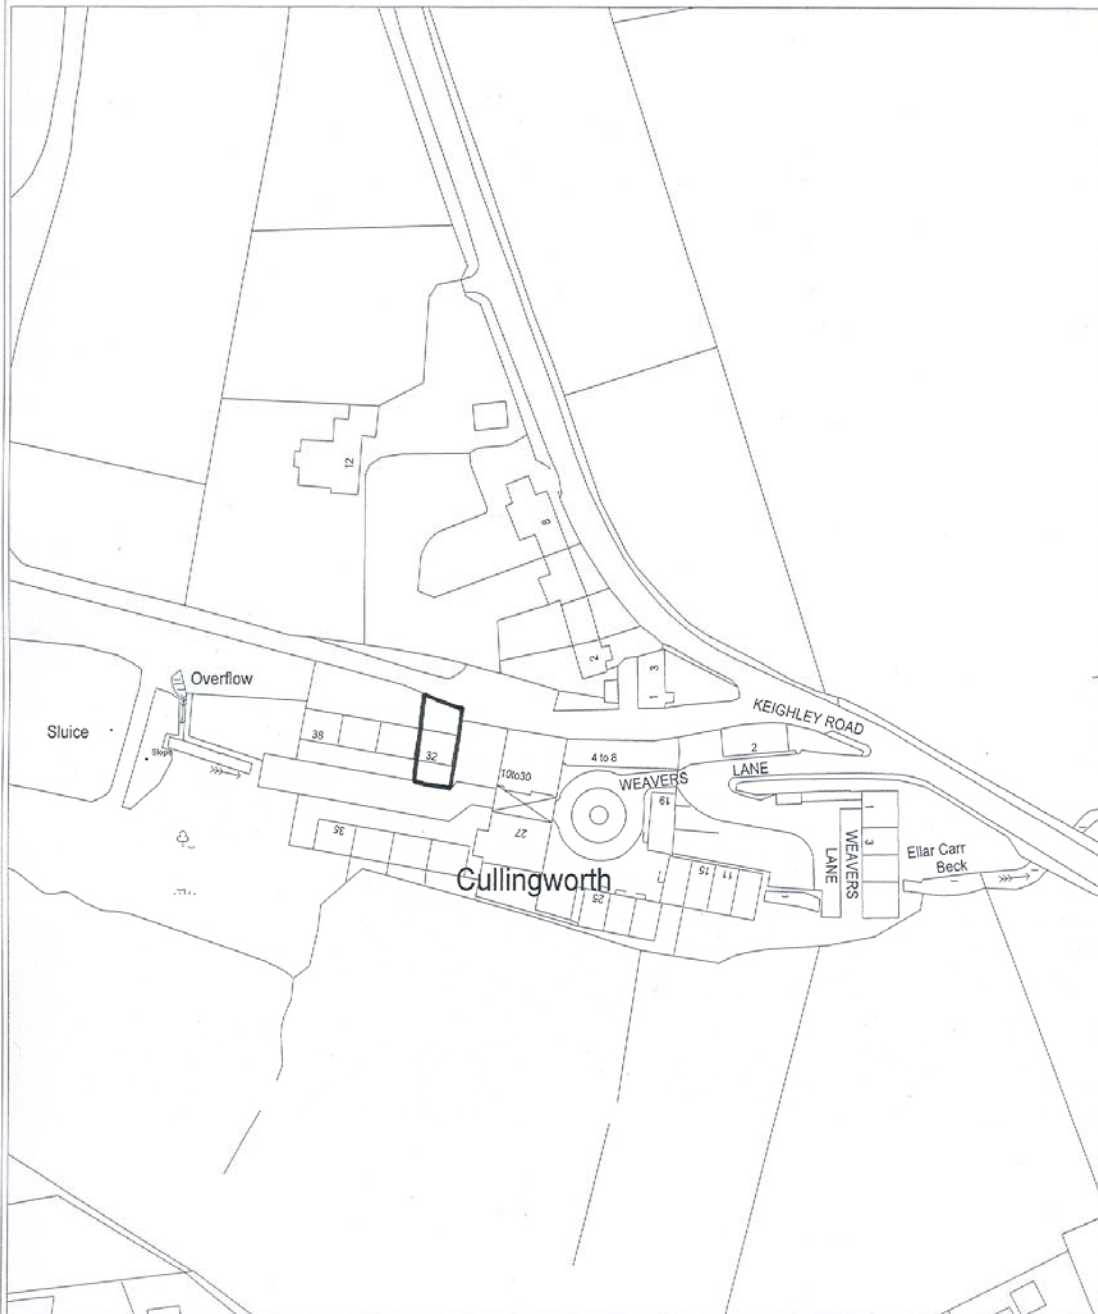 12
8
2
3
1
Overflow
Sluice
Slope
38
32
KEIGHLEY ROAD
2
4 to 8
10to30
WEAVERS
LANE
19
35
27
1
3
WEAVERS
LANE
Ellar Carr
Beck
Cullingworth
15
11
25